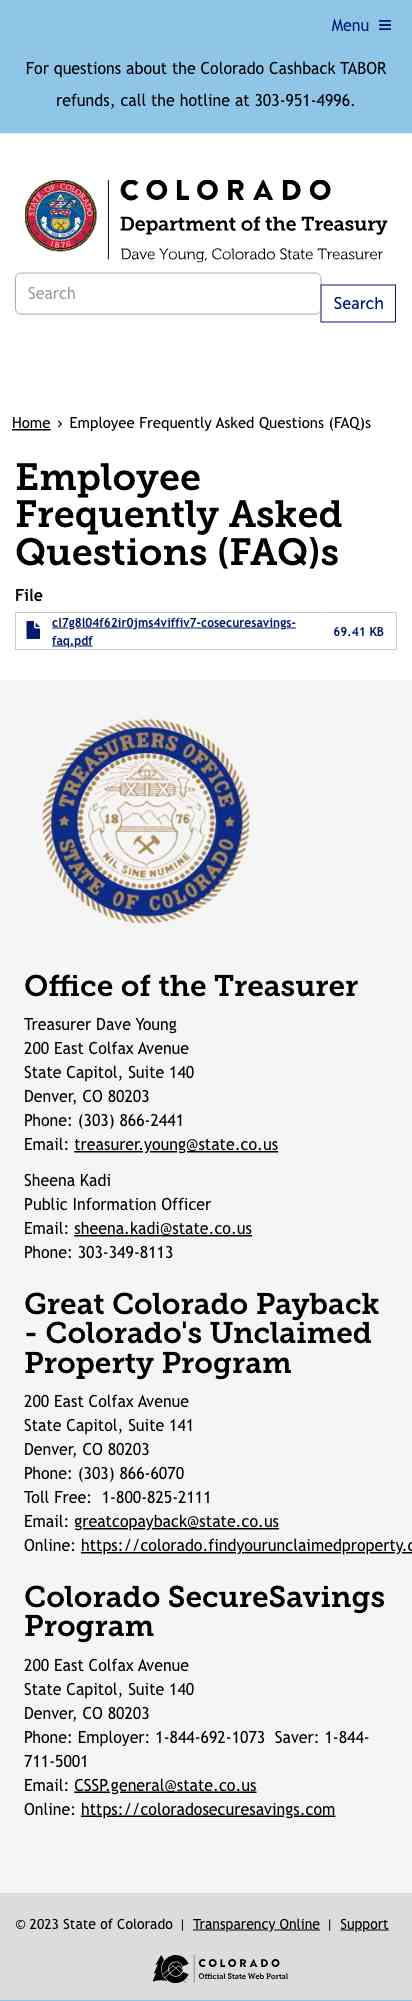 Menu
For questions about the Colorado Cashback TABOR
refunds, call the hotline at 303-951-4996.
STATE OF COLORADO
1876
COLORADO
Department of the Treasury
Dave Young, Colorado State Treasurer
Search
Search
Home › Employee Frequently Asked Questions (FAQ)s
Employee
Frequently Asked
Questions (FAQ)s
File
cl7g8l04f62ir0jms4viffiv7-cosecuresavings-
faq.pdf
69.41 KB
TREASURERS OFFICE
XIX
18 76
NIL SINE NUMINE
STATE OF COLORADO
Office of the Treasurer
Treasurer Dave Young
200 East Colfax Avenue
State Capitol, Suite 140
Denver, CO 80203
Phone: (303) 866-2441
Email: treasurer.young@state.co.us
Sheena Kadi
Public Information Officer
Email: sheena.kadi@state.co.us
Phone: 303-349-8113
Great Colorado Payback
- Colorado's Unclaimed
Property Program
200 East Colfax Avenue
State Capitol, Suite 141
Denver, CO 80203
Phone: (303) 866-6070
Toll Free:  1-800-825-2111
Email: greatcopayback@state.co.us
Online: https://colorado.findyourunclaimedproperty.c
Colorado SecureSavings
Program
200 East Colfax Avenue
State Capitol, Suite 140
Denver, CO 80203
Phone: Employer: 1-844-692-1073  Saver: 1-844-
711-5001
Email: CSSP.general@state.co.us
Online: https://coloradosecuresavings.com
© 2023 State of Colorado | Transparency Online | Support
COLORADO
Official State Web Portal